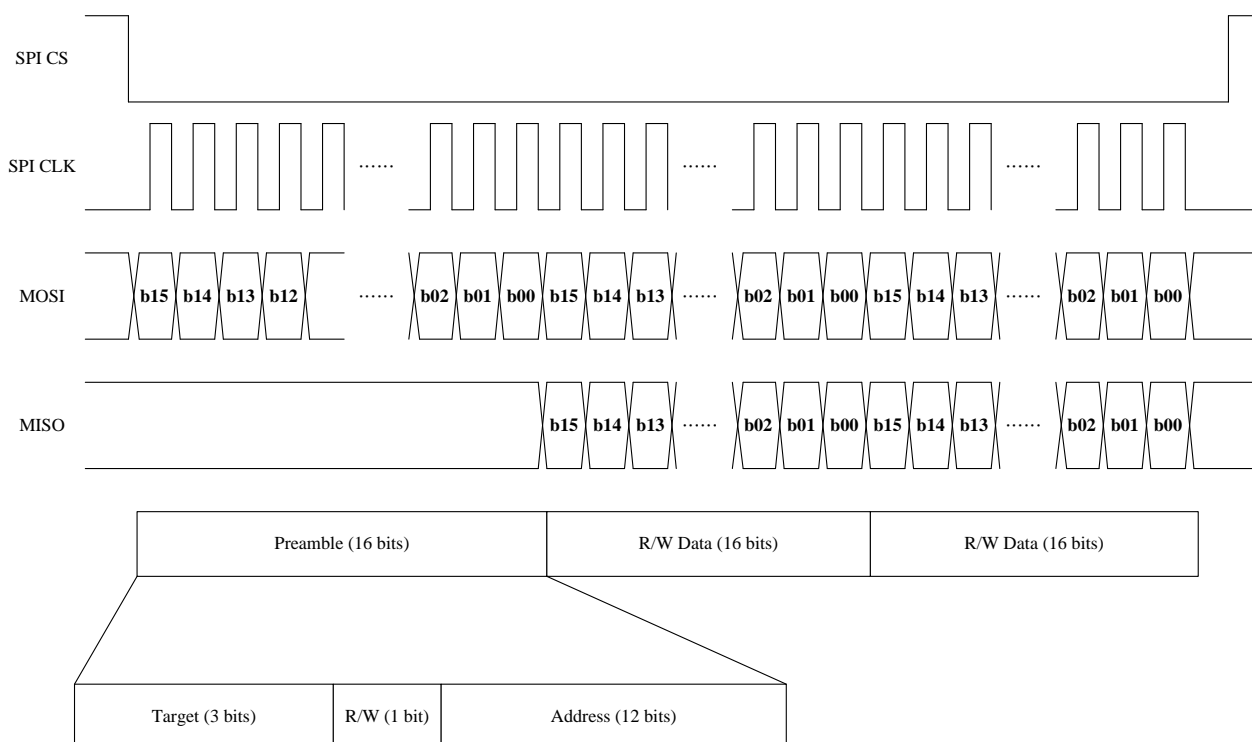 SPI CS
SPI CLK ...... ...... ......
MOSI b15 b14 b13 b12 ...... b02 b01 b00 b15 b14 b13 ...... b02 b01 b00 b15 b14 b13 ...... b02 b01 b00
MISO b15 b14 b13 ...... b02 b01 b00 b15 b14 b13 ...... b02 b01 b00
Preamble (16 bits) R/W Data (16 bits) R/W Data (16 bits)
Target (3 bits) R/W (1 bit) Address (12 bits)